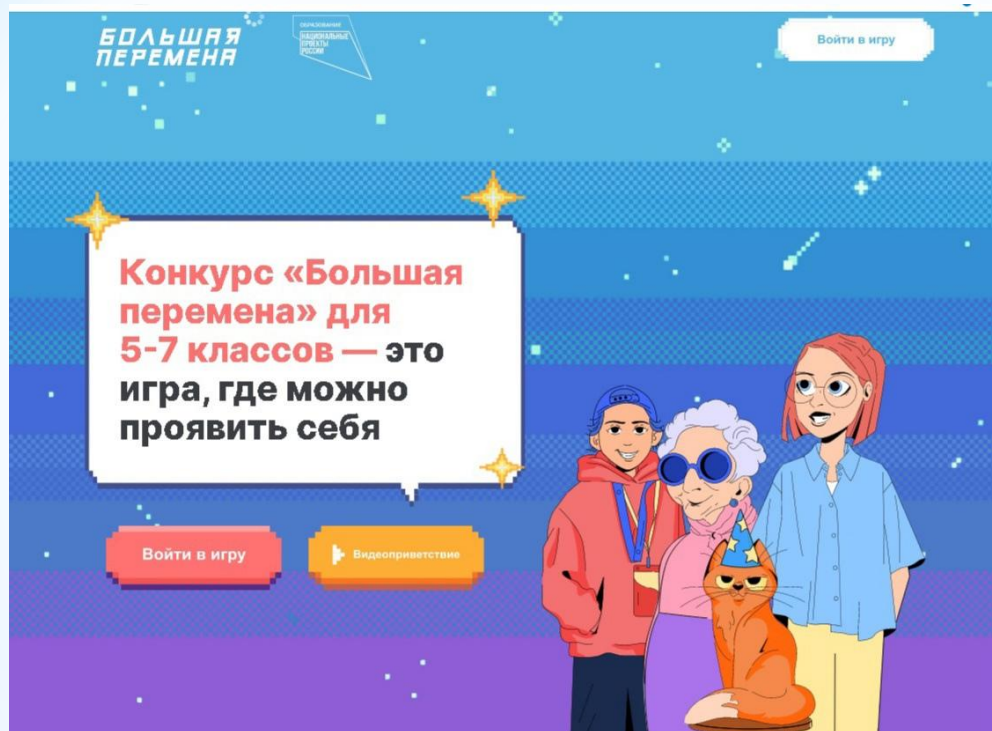 БОЛЬШАЯ
ПЕРЕМЕНА
ОБРАЗОВАНИЕ
НАЦИОНАЛЬНЫЕ
ПРОЕКТЫ
РОССИИ
Войти в игру
Конкурс «Большая
перемена» для
5-7 классов — это
игра, где можно
проявить себя
Войти в игру
Видеоприветствие